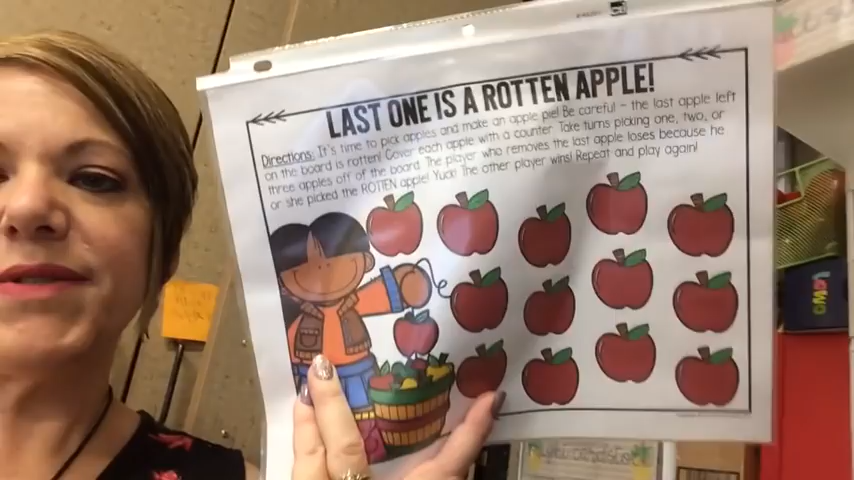 LAST ONE IS A ROTTEN APPLE!
Directions: It's time to pick apples and make an apple pie! Be careful - the last apple left
on the board is rotten! Cover each apple with a counter. Take turns picking one, two, or
three apples off of the board. The player who removes the last apple loses because he
or she picked the ROTTEN apple! Yuck! The other player wins! Repeat and play again!